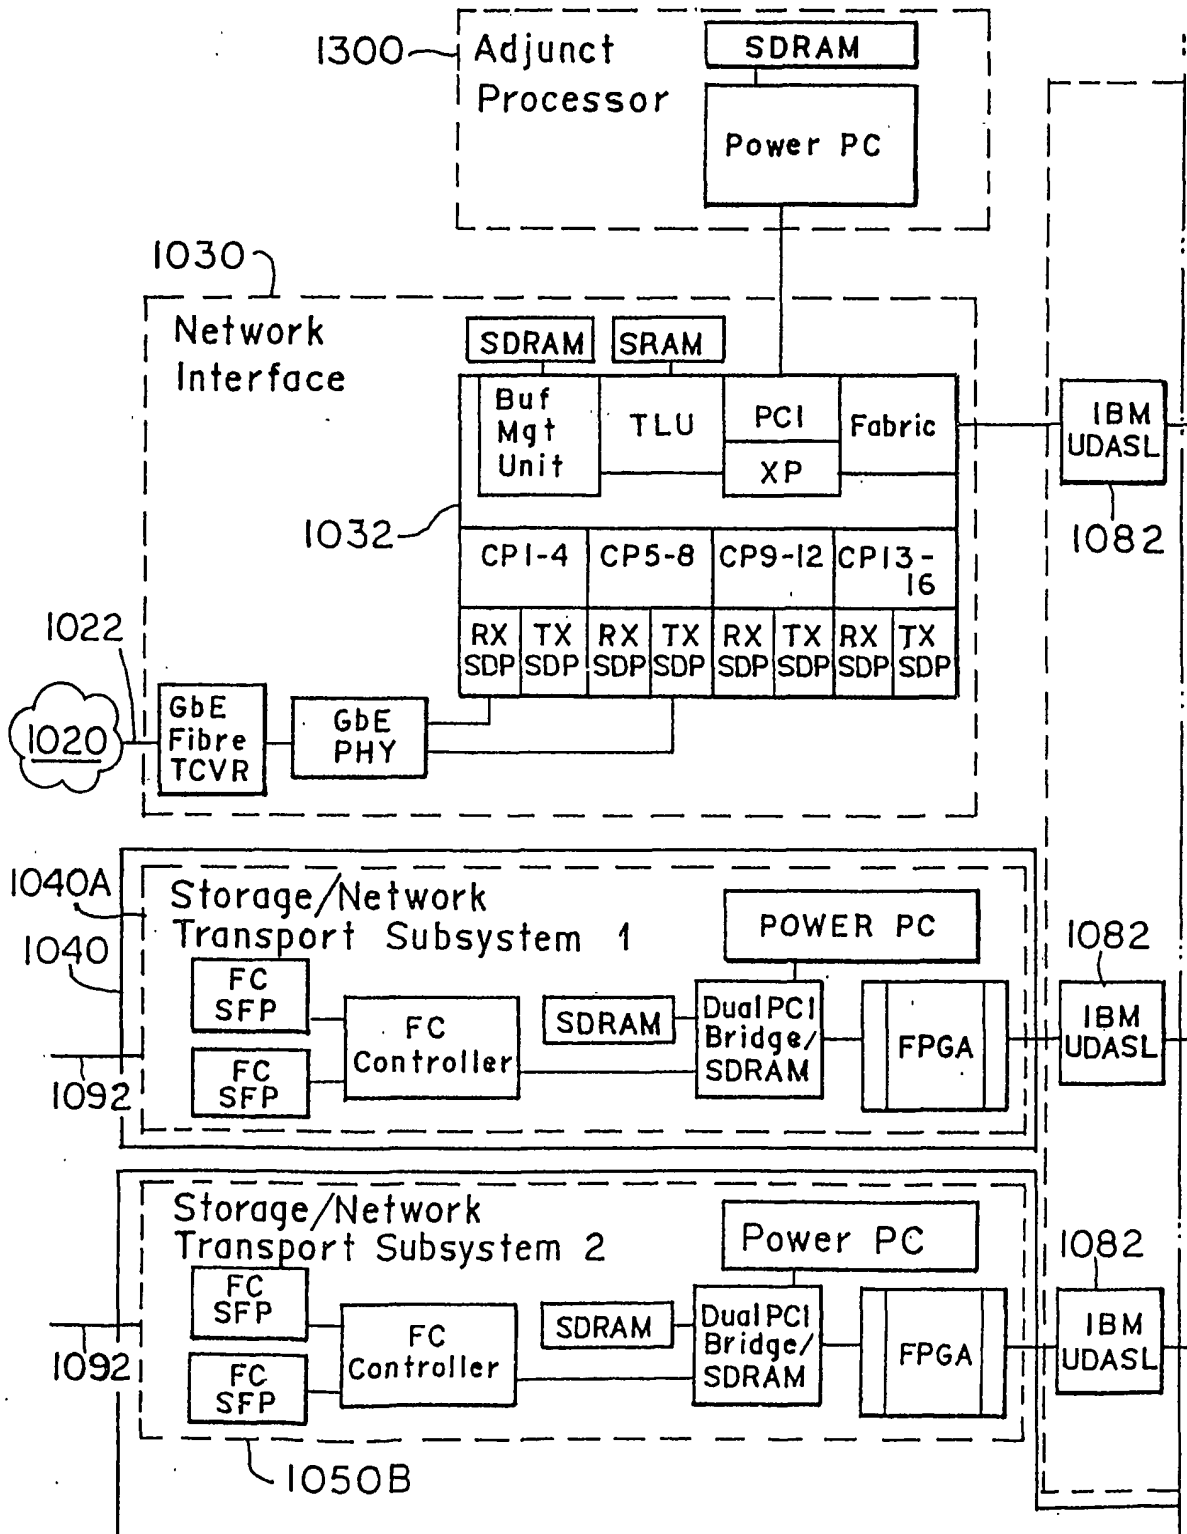 1300
Adjunct
Processor
SDRAM
Power PC
1030
Network
Interface
SDRAM
SRAM
Buf
Mgt
Unit
TLU
PCI
XP
Fabric
IBM
UDASL
1082
1032
CP1-4
CP5-8
CP9-12
CP13-
16
RX
SDP
TX
SDP
RX
SDP
TX
SDP
RX
SDP
TX
SDP
RX
SDP
TX
SDP
1022
1020
GbE
Fibre
TCVR
GbE
PHY
1040A
1040
Storage/Network
Transport Subsystem 1
POWER PC
FC
SFP
FC
SFP
FC
Controller
SDRAM
Dual PCI
Bridge/
SDRAM
FPGA
1082
IBM
UDASL
1092
Storage/Network
Transport Subsystem 2
Power PC
FC
SFP
FC
SFP
FC
Controller
SDRAM
Dual PCI
Bridge/
SDRAM
FPGA
1082
IBM
UDASL
1092
1050B